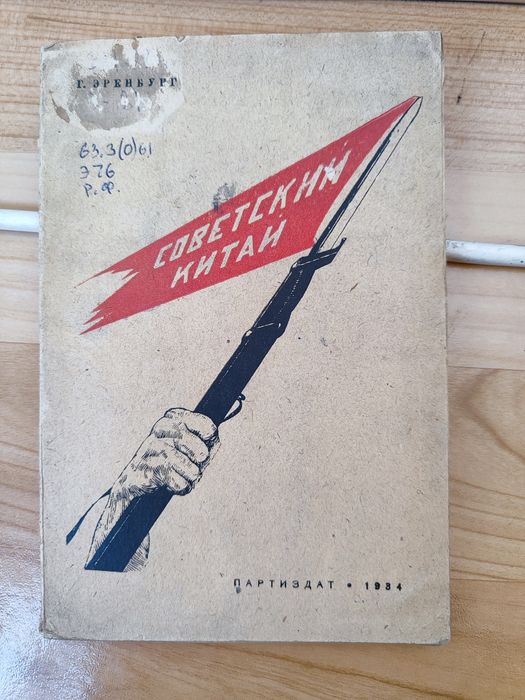 Г. ЭРЕНБУРГ
63.3(0)61
Э76
Р.Ф.
СОВЕТСКИЙ
КИТАЙ
ПАРТИЗДАТ • 1934